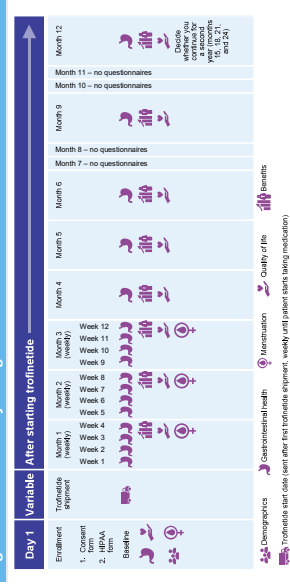 Day 1
Variable
After starting trofinetide
Enrollment
1. Consent
form
2. HIPAA
form
Baseline
Trofinetide
shipment
Month 1
(weekly)
Week 1
Week 2
Week 3
Week 4
Month 2
(weekly)
Week 5
Week 6
Week 7
Week 8
Month 3
(weekly)
Week 9
Week 10
Week 11
Week 12
Month 4
Month 5
Month 6
Month 7 – no questionnaires
Month 8 – no questionnaires
Month 9
Month 10 – no questionnaires
Month 11 – no questionnaires
Month 12
Decide
whether you
continue for
a second
year (months
15, 18, 21,
and 24)
Demographics
Gastrointestinal health
Menstruation
Quality of life
Benefits
Trofinetide start date (sent after first trofinetide shipment, weekly until patient starts taking medication)